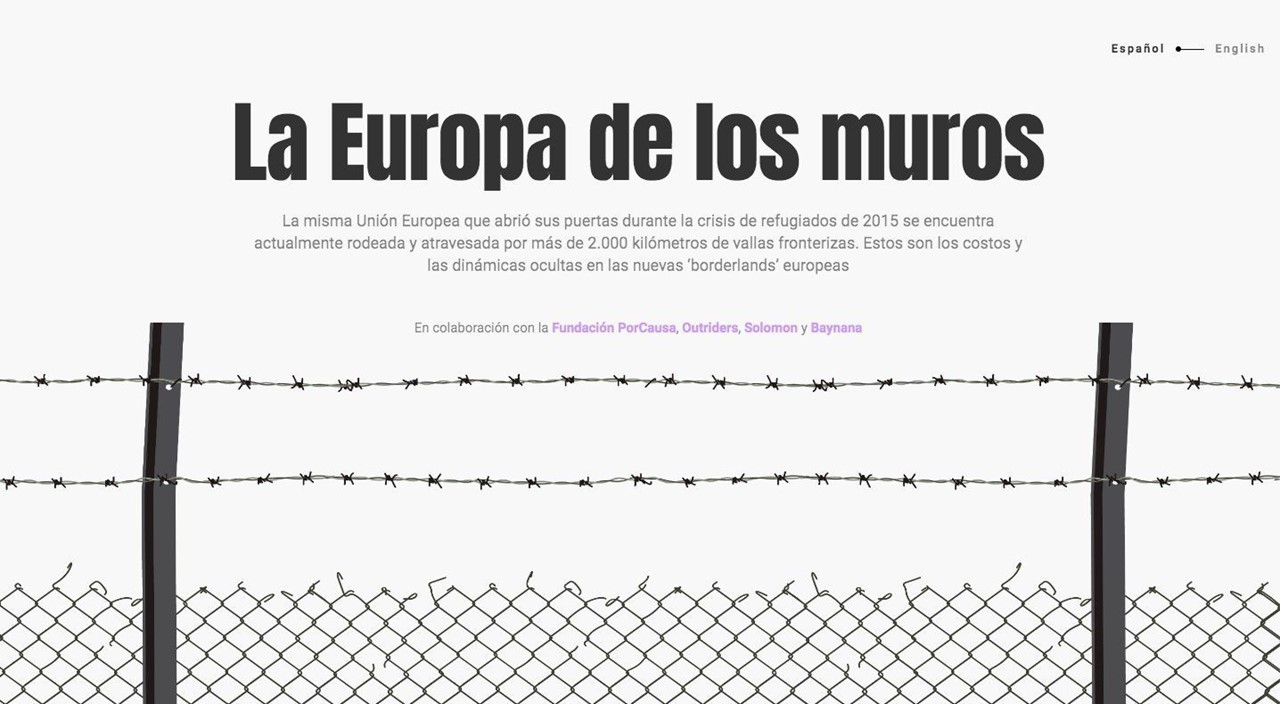 Español English
La Europa de los muros
La misma Unión Europea que abrió sus puertas durante la crisis de refugiados de 2015 se encuentra
actualmente rodeada y atravesada por más de 2.000 kilómetros de vallas fronterizas. Estos son los costos y
las dinámicas ocultas en las nuevas ‘borderlands’ europeas
En colaboración con la Fundación PorCausa, Outriders, Solomon y Baynana